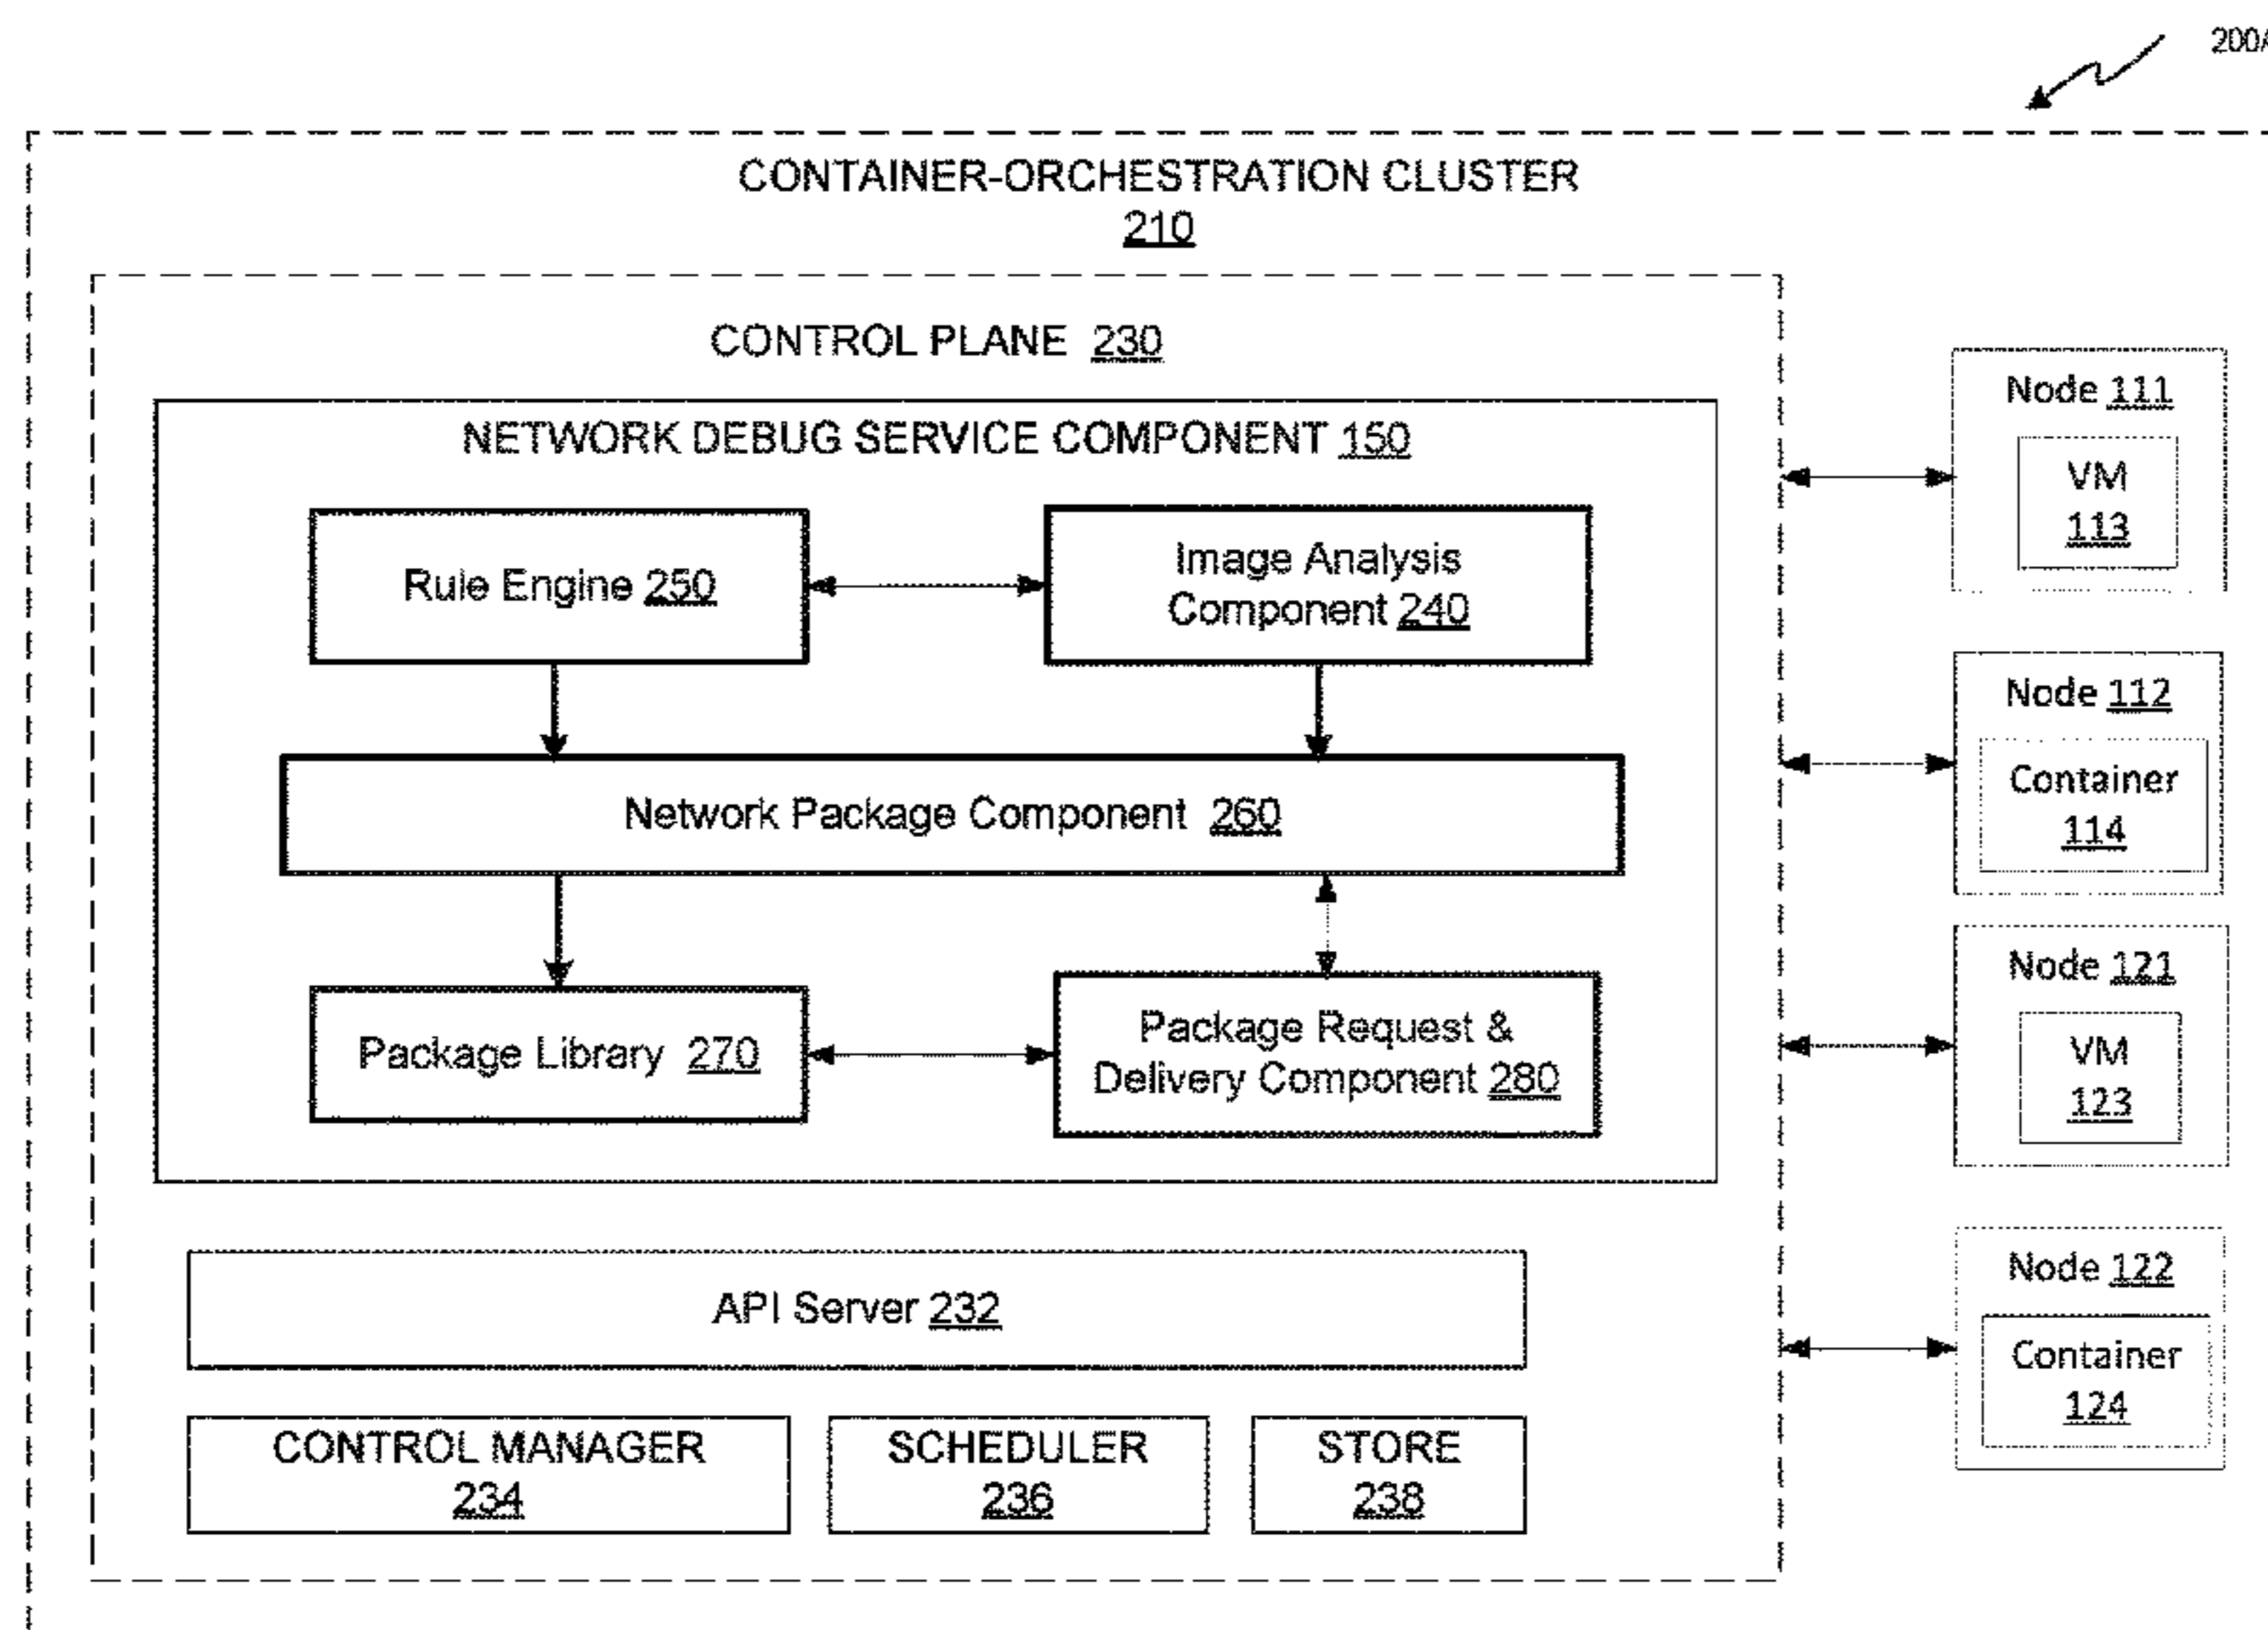 200A
CONTAINER-ORCHESTRATION CLUSTER
210
CONTROL PLANE 230
NETWORK DEBUG SERVICE COMPONENT 150
Rule Engine 250
Image Analysis
Component 240
Network Package Component 260
Package Library 270
Package Request &
Delivery Component 280
API Server 232
CONTROL MANAGER
234
SCHEDULER
236
STORE
238
Node 111
VM
113
Node 112
Container
114
Node 121
VM
123
Node 122
Container
124